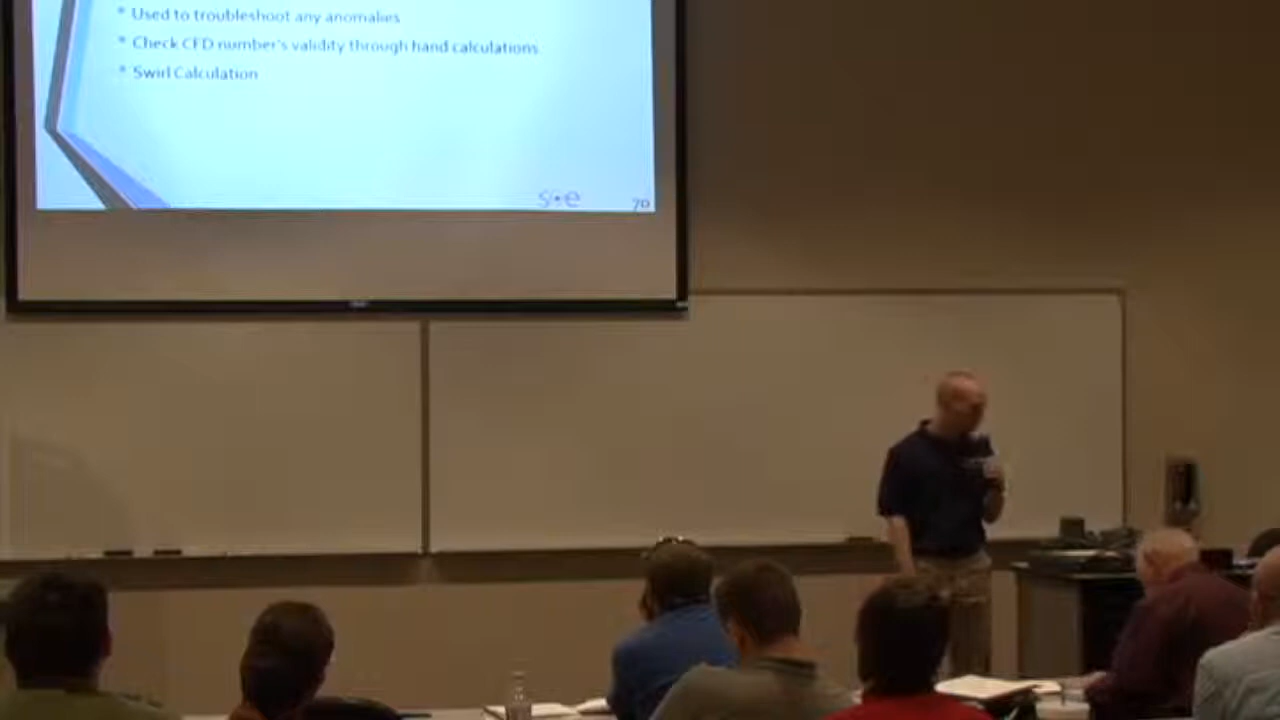 * Used to troubleshoot any anomalies
* Check CFD number's validity through hand calculations
* Swirl Calculation
s e
70